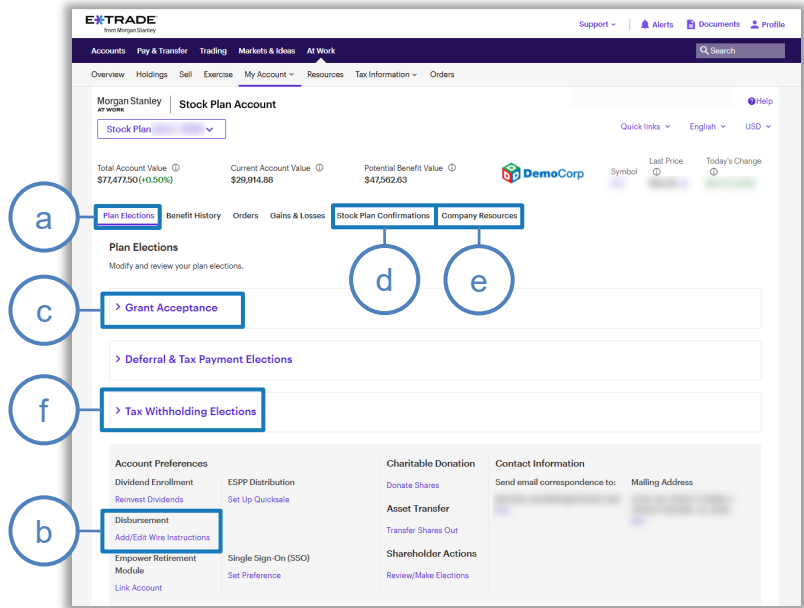 E*TRADE
from Morgan Stanley
Support
Alerts
Documents
Profile
Accounts Pay & Transfer Trading Markets & Ideas At Work
Search
Overview Holdings Sell Exercise My Account Resources Tax Information Orders
Morgan Stanley
AT WORK
Stock Plan Account
Help
Stock Plan
Quick links English USD
Total Account Value
$77,477.50 (+0.50%)
Current Account Value
$29,914.88
Potential Benefit Value
$47,562.63
DemoCorp
Symbol
Last Price
Today's Change
a
Plan Elections Benefit History Orders Gains & Losses Stock Plan Confirmations Company Resources
Plan Elections
Modify and review your plan elections.
d
e
c
> Grant Acceptance
> Deferral & Tax Payment Elections
f
> Tax Withholding Elections
Account Preferences
Dividend Enrollment
Reinvest Dividends
ESPP Distribution
Set Up Quicksale
b
Disbursement
Add/Edit Wire Instructions
Empower Retirement
Module
Link Account
Single Sign-On (SSO)
Set Preference
Charitable Donation
Donate Shares
Asset Transfer
Transfer Shares Out
Shareholder Actions
Review/Make Elections
Contact Information
Send email correspondence to:
Mailing Address